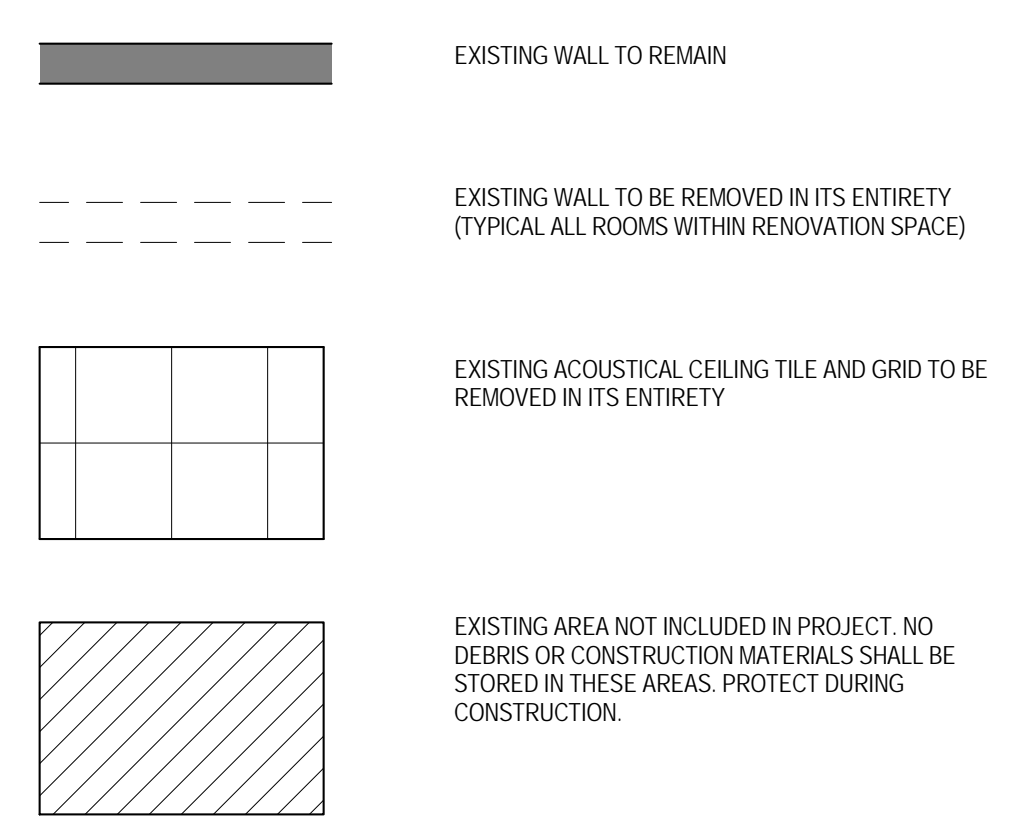 EXISTING WALL TO REMAIN
EXISTING WALL TO BE REMOVED IN ITS ENTIRETY
(TYPICAL ALL ROOMS WITHIN RENOVATION SPACE)
EXISTING ACOUSTICAL CEILING TILE AND GRID TO BE
REMOVED IN ITS ENTIRETY
EXISTING AREA NOT INCLUDED IN PROJECT. NO
DEBRIS OR CONSTRUCTION MATERIALS SHALL BE
STORED IN THESE AREAS. PROTECT DURING
CONSTRUCTION.